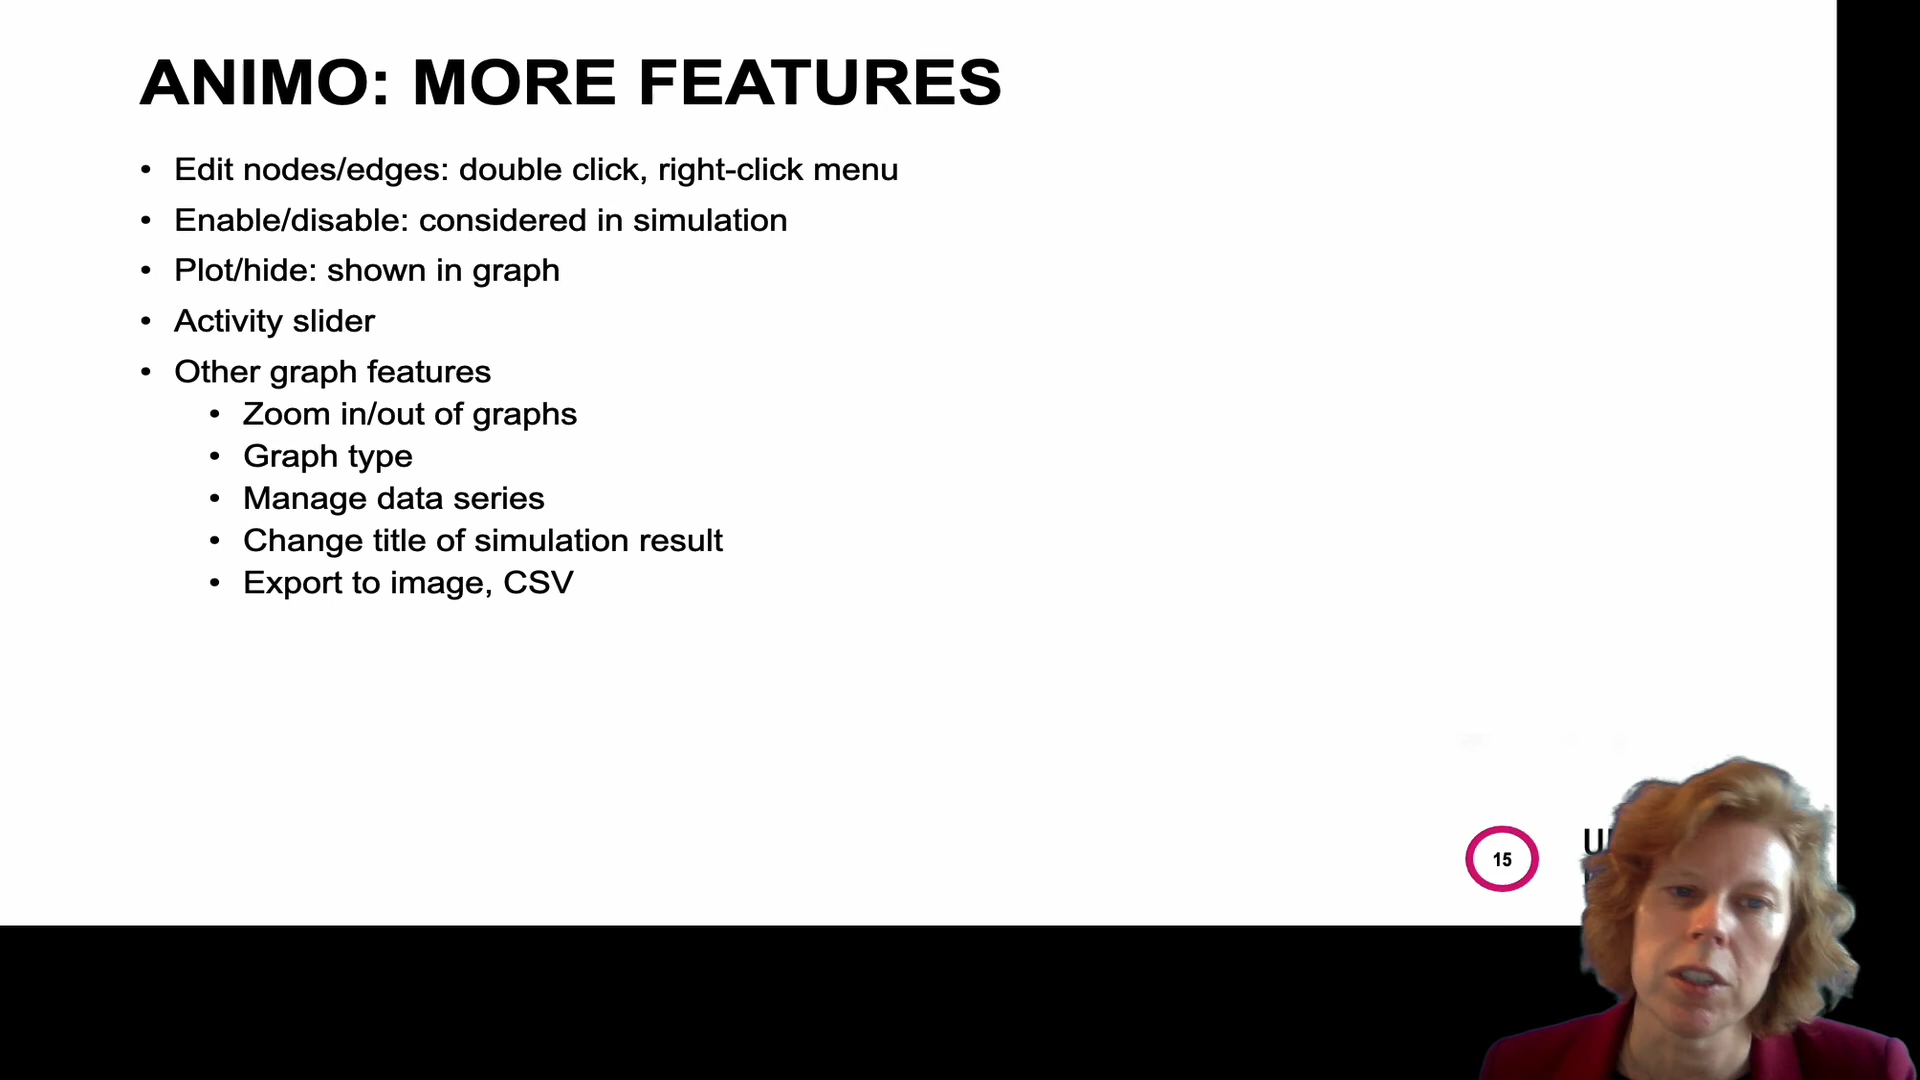 ANIMO: MORE FEATURES
• Edit nodes/edges: double click, right-click menu
• Enable/disable: considered in simulation
• Plot/hide: shown in graph
• Activity slider
• Other graph features
• Zoom in/out of graphs
• Graph type
• Manage data series
• Change title of simulation result
• Export to image, CSV
15